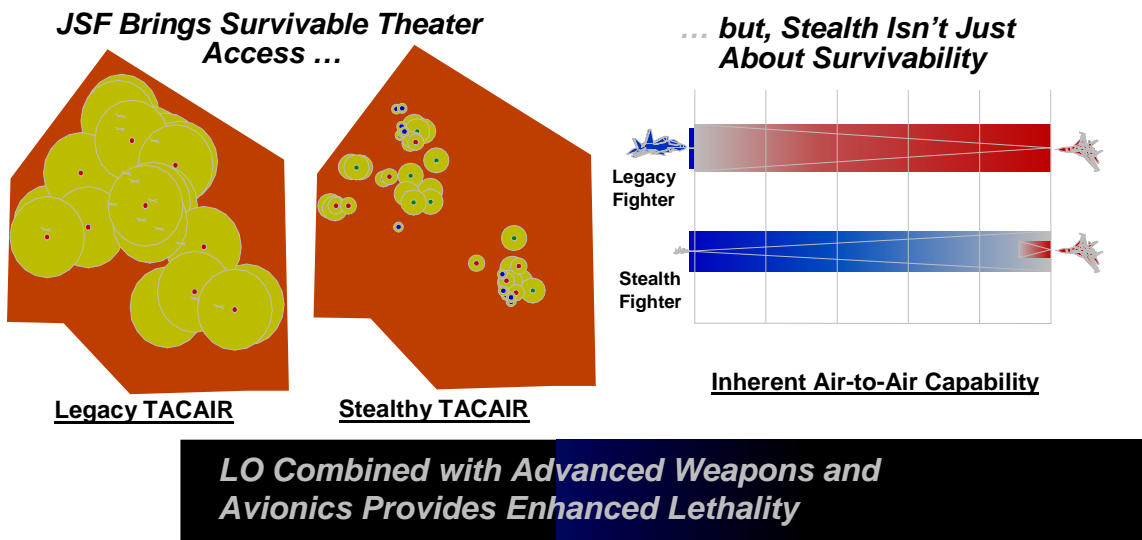 JSF Brings Survivable Theater
Access ...
... but, Stealth Isn't Just
About Survivability
Legacy
Fighter
Stealth
Fighter
Legacy TACAIR
Stealthy TACAIR
Inherent Air-to-Air Capability
LO Combined with Advanced Weapons and
Avionics Provides Enhanced Lethality